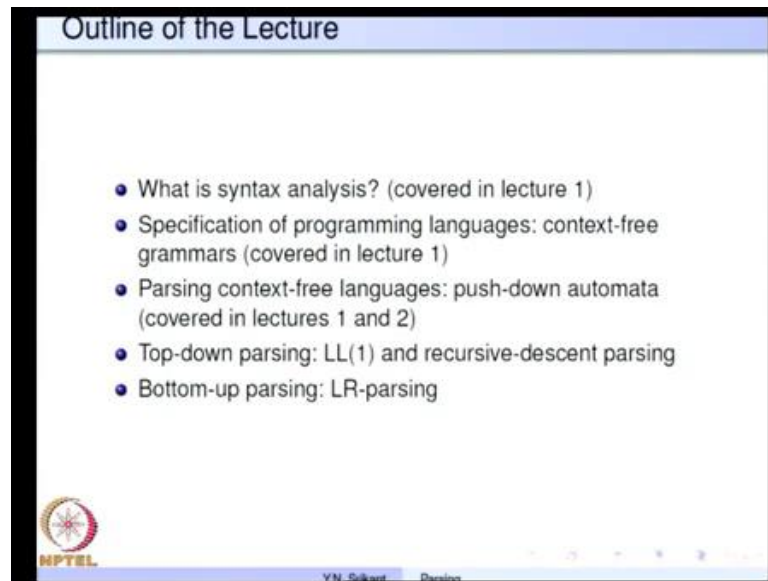 Outline of the Lecture
What is syntax analysis? (covered in lecture 1)
Specification of programming languages: context-free
grammars (covered in lecture 1)
Parsing context-free languages: push-down automata
(covered in lectures 1 and 2)
Top-down parsing: LL(1) and recursive-descent parsing
Bottom-up parsing: LR-parsing
NPTEL
Y.N. Srikant Parsing